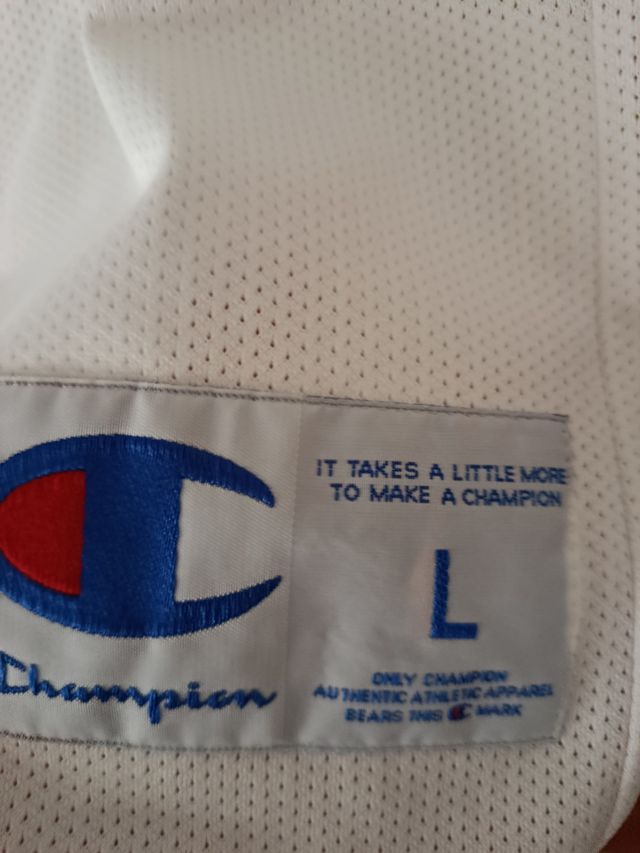 Champion
IT TAKES A LITTLE MORE
TO MAKE A CHAMPION
L
ONLY CHAMPION
AUTHENTIC ATHLETIC APPAREL
BEARS THIS C MARK